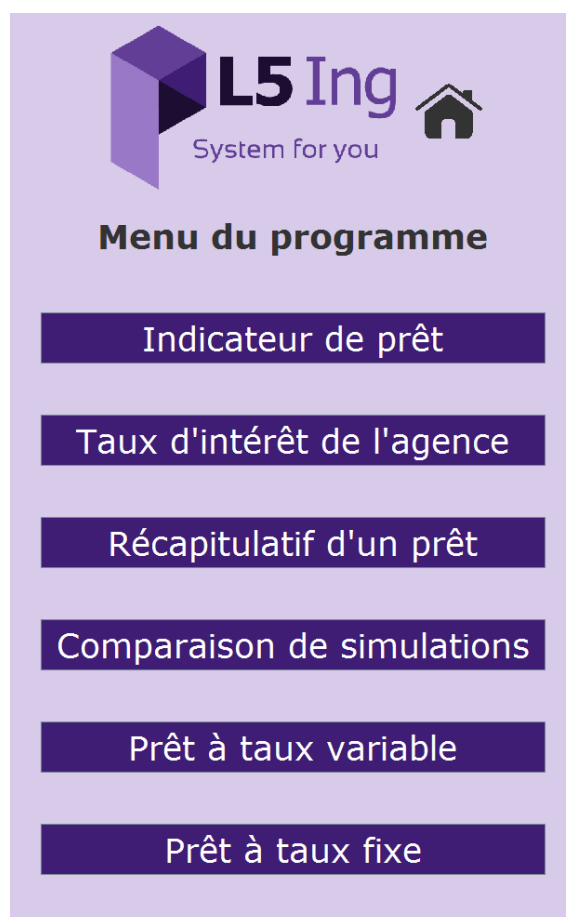 L5 Ing
System for you
Menu du programme
Indicateur de prêt
Taux d'intérêt de l'agence
Récapitulatif d'un prêt
Comparaison de simulations
Prêt à taux variable
Prêt à taux fixe